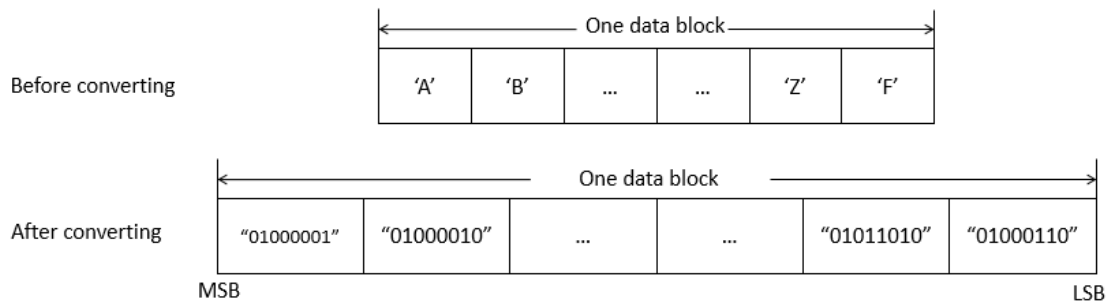 One data block
Before converting ‘A’ ‘B’ ... ... ‘Z’ ‘F’
One data block
After converting “01000001” “01000010” ... ... “01011010” “01000110”
MSB LSB